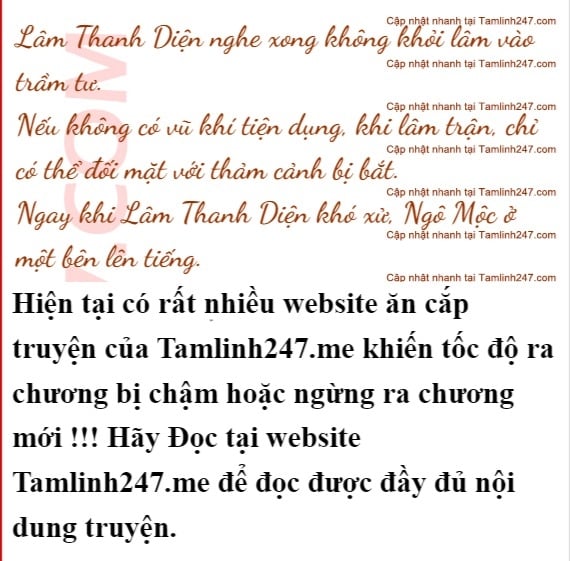 Cập nhật nhanh tại Tamlinh247.com
Lâm Thanh Diện nghe xong không khỏi lâm vào
Cập nhật nhanh tại Tamlinh247.com
trầm tư.
Cập nhật nhanh tại Tamlinh247.com
Nếu không có vũ khí tiện dụng, khi lâm trận, chỉ
Cập nhật nhanh tại Tamlinh247.com
có thể đối mặt với thảm cảnh bị bắt.
Cập nhật nhanh tại Tamlinh247.com
Ngay khi Lâm Thanh Diện khó xử, Ngô Mộc ở
Cập nhật nhanh tại Tamlinh247.com
một bên lên tiếng.
Cập nhật nhanh tại Tamlinh247.com
.COM
Hiện tại có rất nhiều website ăn cắp
truyện của Tamlinh247.me khiến tốc độ ra
chương bị chậm hoặc ngừng ra chương
mới !!! Hãy Đọc tại website
Tamlinh247.me để đọc được đầy đủ nội
dung truyện.